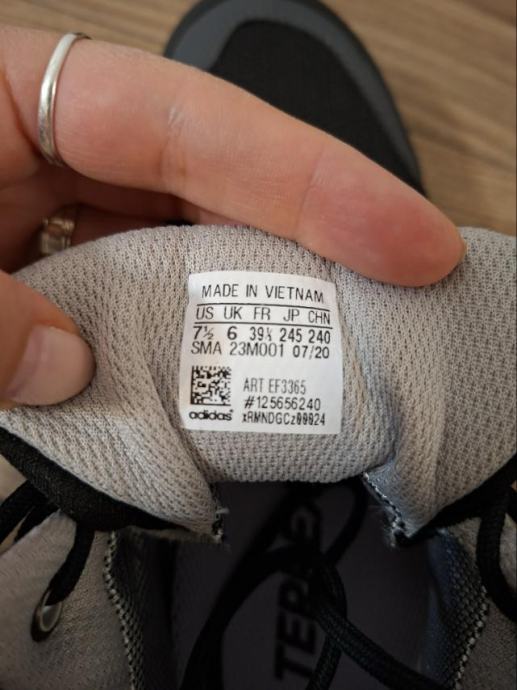 MADE IN VIETNAM
US UK FR JP CHN
7½ 6 39⅓ 245 240
SMA 23M001 07/20
ART EF3365
#125656240
adidas xRMNDGCz00024